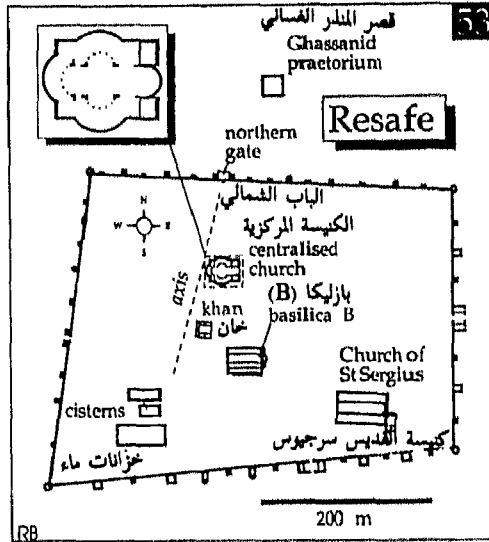 53
قصر المنذر الغساني
Ghassanid
praetorium
Resafe
northern
gate
الباب الشمالي
N
W
E
S
الكنيسة المركزية
centralised
church
axis
khan
خان
بازليكا (B)
basilica B
Church of
St Sergius
كنيسة القديس سرجيوس
cisterns
خزانات ماء
200 m
RB